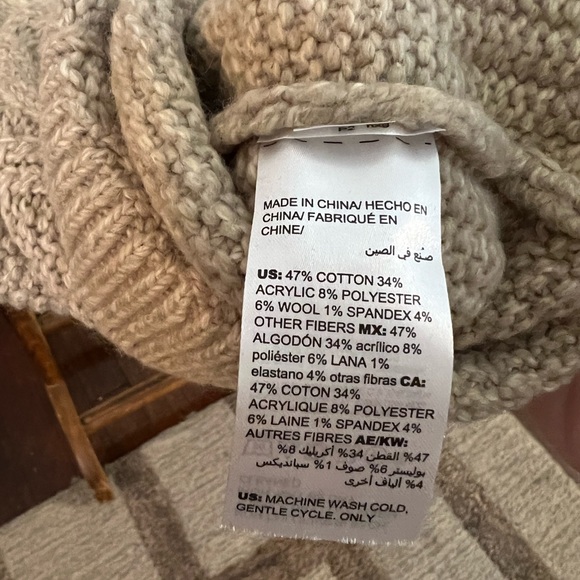 MADE IN CHINA/ HECHO EN
CHINA/ FABRIQUÉ EN
CHINE/
صنع في الصين
US: 47% COTTON 34%
ACRYLIC 8% POLYESTER
6% WOOL 1% SPANDEX 4%
OTHER FIBERS MX: 47%
ALGODÓN 34% acrílico 8%
poliéster 6% LANA 1%
elastano 4% otras fibras CA:
47% COTON 34%
ACRYLIQUE 8% POLYESTER
6% LAINE 1% SPANDEX 4%
AUTRES FIBRES AE/KW:
47% القطن 34% أكريليك 8%
بوليستر 6% صوف 1% سبانديكس
4% ألياف أخرى
US: MACHINE WASH COLD,
GENTLE CYCLE. ONLY